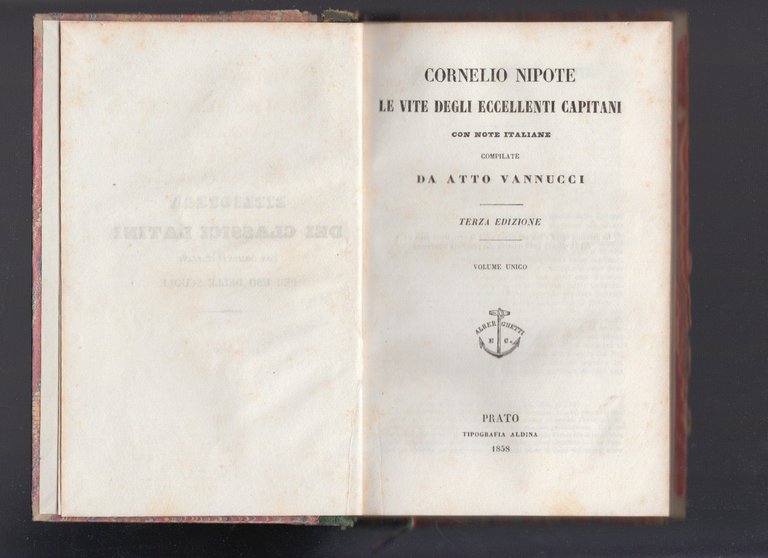 CORNELIO NIPOTE
LE VITE DEGLI ECCELLENTI CAPITANI
CON NOTE ITALIANE
COMPILATE
DA ATTO VANNUCCI
TERZA EDIZIONE
VOLUME UNICO
ALBERGHETTI
E C.
PRATO
TIPOGRAFIA ALDINA
1858